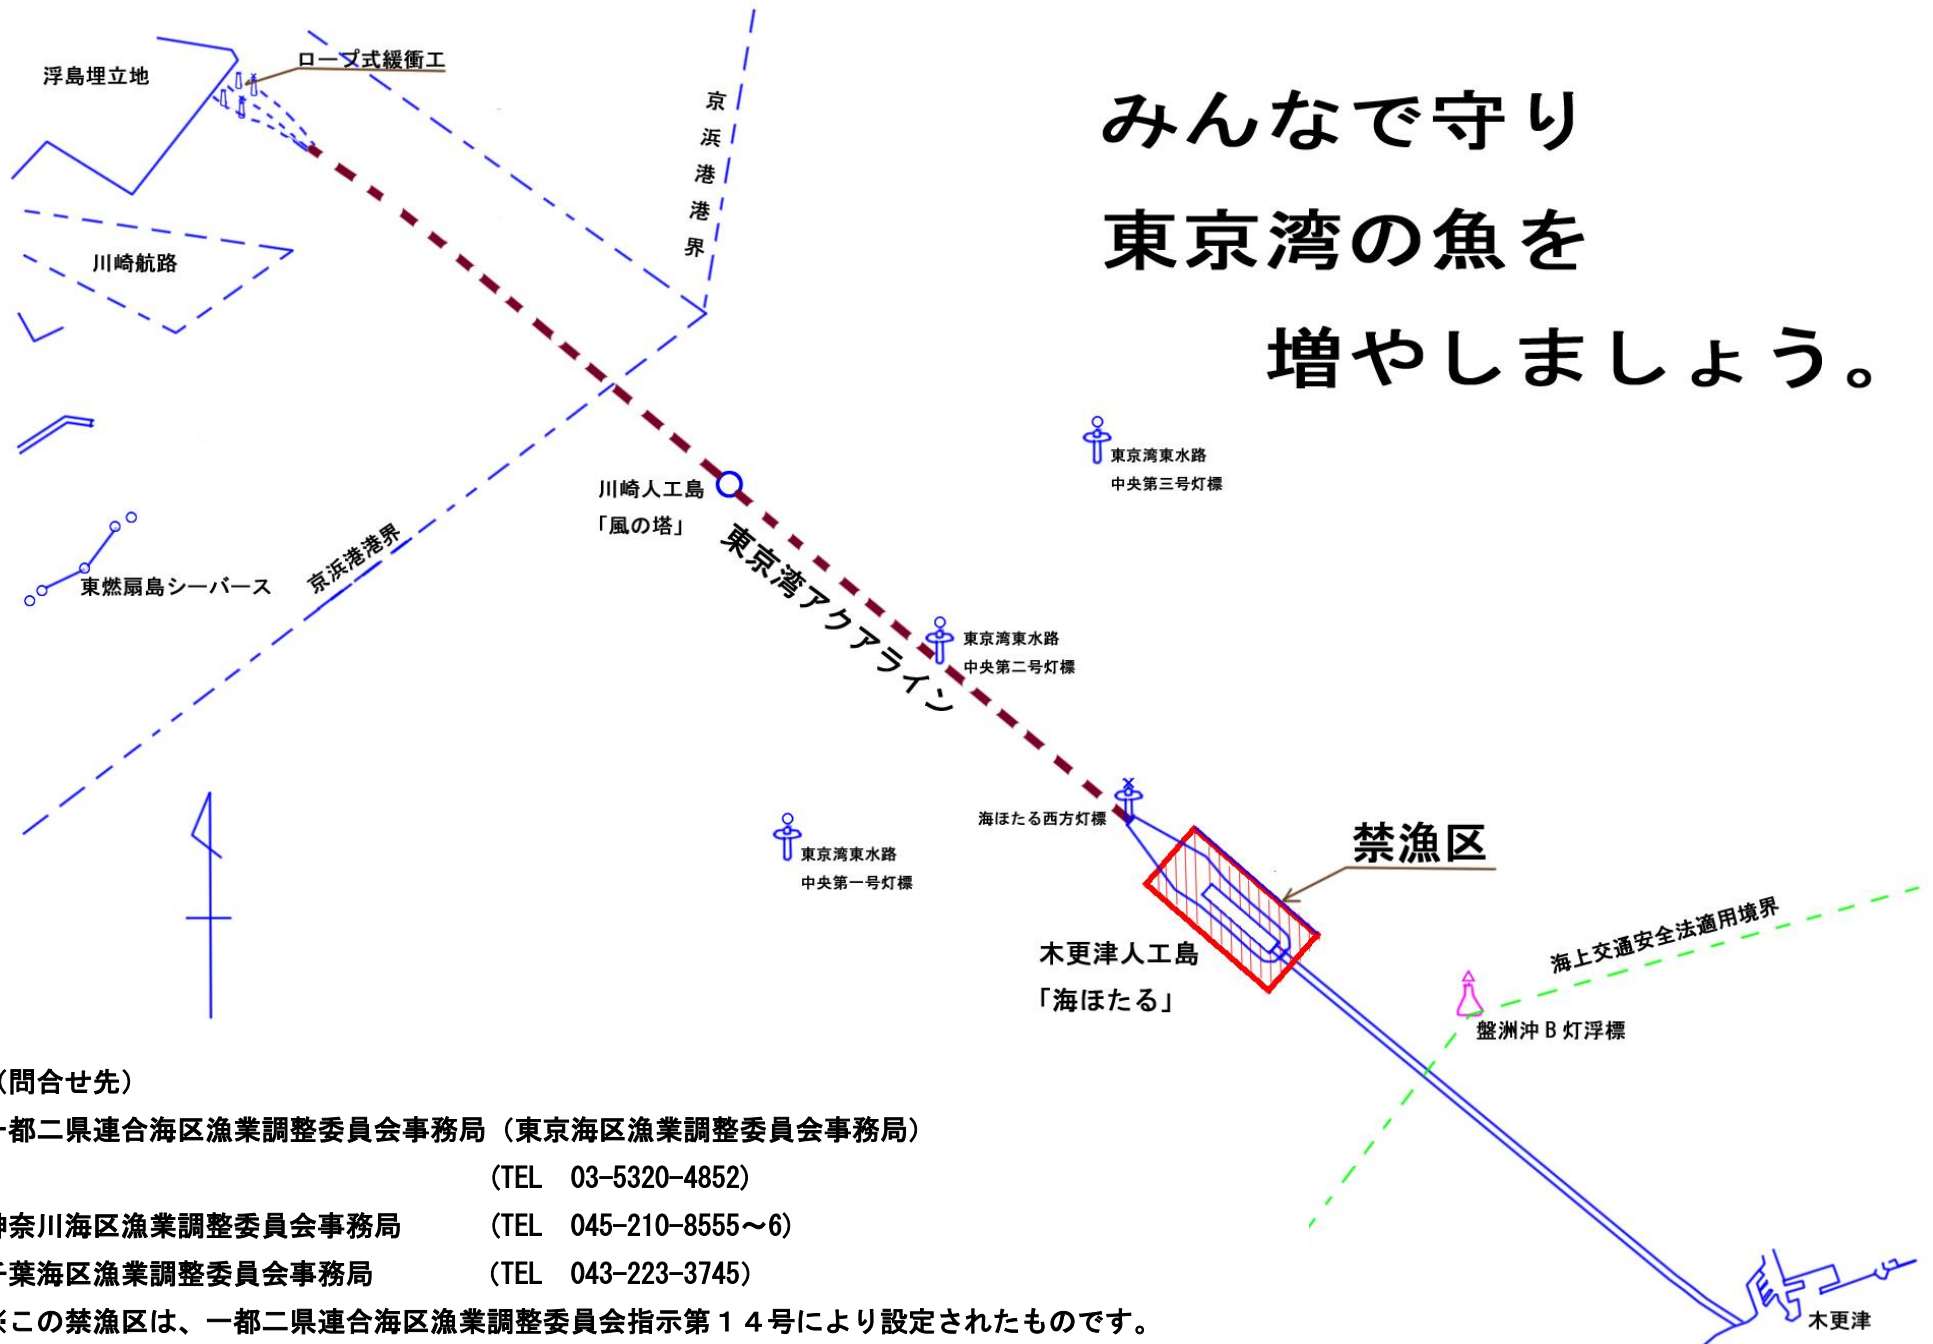 浮島埋立地
ロープ式緩衝工
京浜港港界
みんなで守り
東京湾の魚を
増やしましょう。
川崎航路
東京湾東水路
中央第三号灯標
川崎人工島
「風の塔」
京浜港港界
東燃扇島シーバース
東京湾アクアライン
東京湾東水路
中央第二号灯標
海ほたる西方灯標
禁漁区
東京湾東水路
中央第一号灯標
木更津人工島
「海ほたる」
海上交通安全法適用境界
盤洲沖B灯浮標
木更津
(問合せ先)
一都二県連合海区漁業調整委員会事務局(東京海区漁業調整委員会事務局)
(TEL 03-5320-4852)
神奈川海区漁業調整委員会事務局 (TEL 045-210-8555~6)
千葉海区漁業調整委員会事務局 (TEL 043-223-3745)
※この禁漁区は、一都二県連合海区漁業調整委員会指示第14号により設定されたものです。